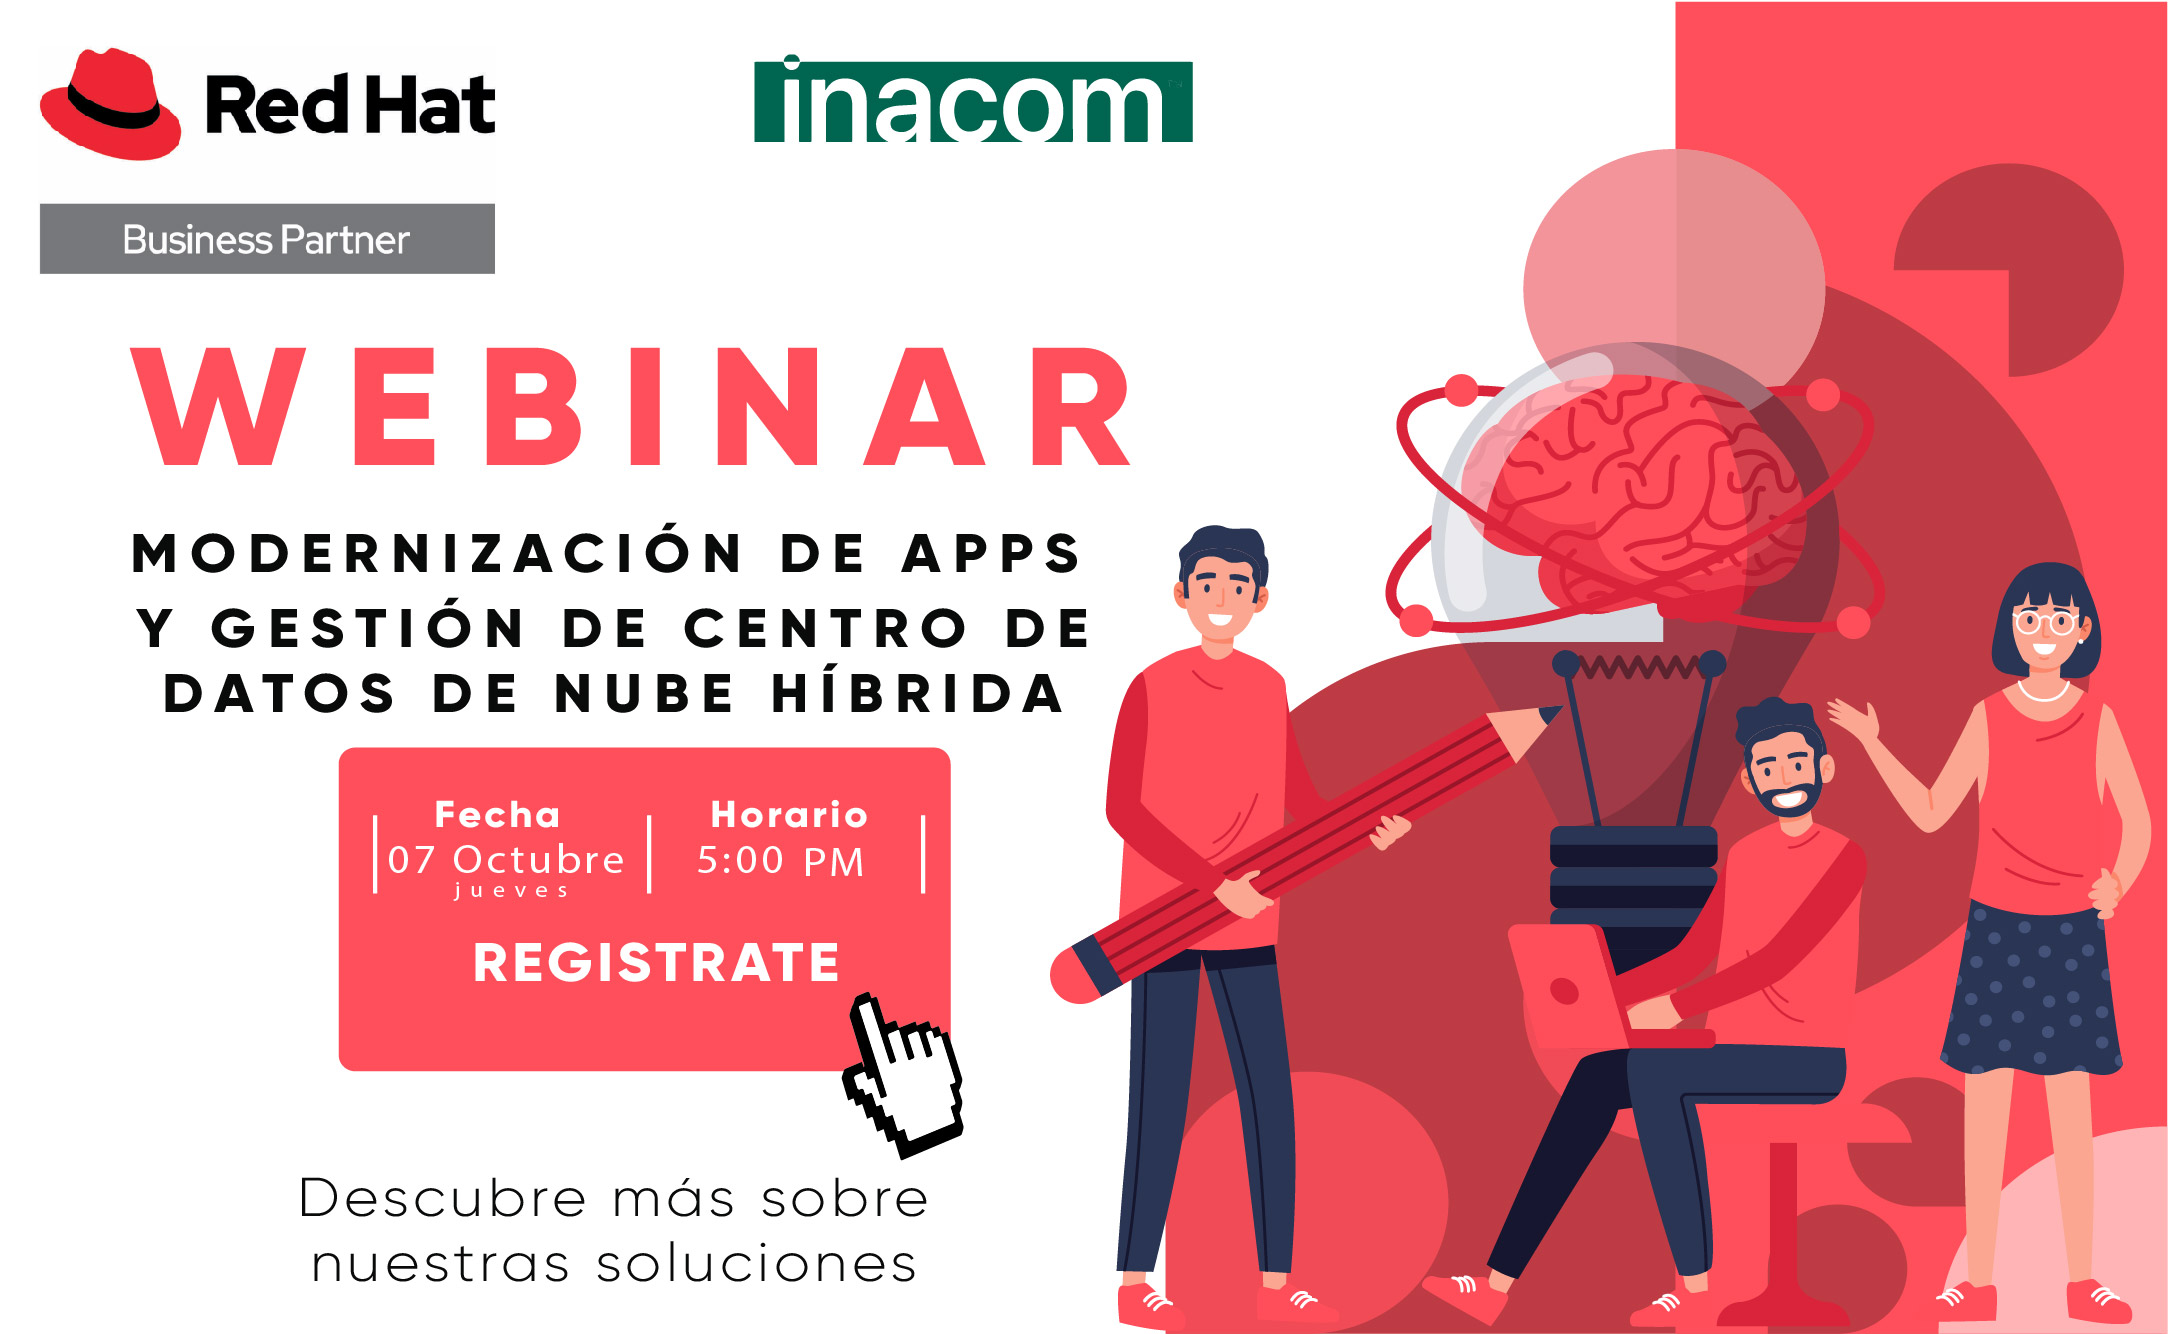 Red Hat
inacom
Business Partner
WEBINAR
MODERNIZACIÓN DE APPS
Y GESTIÓN DE CENTRO DE
DATOS DE NUBE HÍBRIDA
Fecha
Horario
07 Octubre
5:00 PM
jueves
REGISTRATE
Descubre más sobre
nuestras soluciones